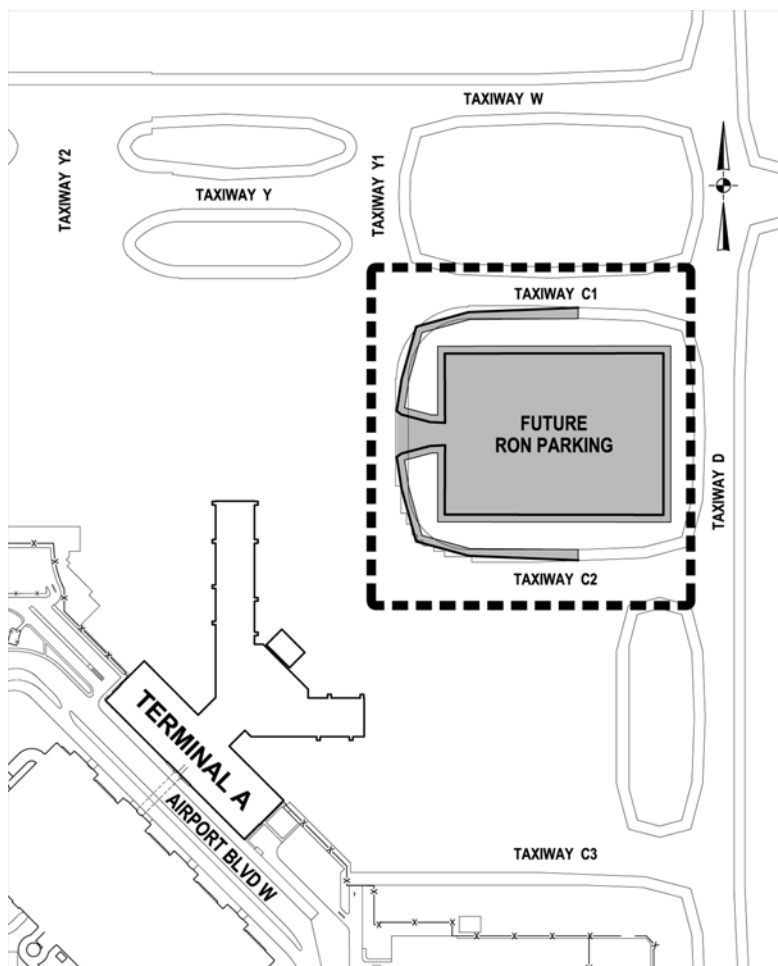 TAXIWAY W
TAXIWAY Y2
TAXIWAY Y
TAXIWAY Y1
TAXIWAY C1
FUTURE
RON PARKING
TAXIWAY D
TAXIWAY C2
TERMINAL A
AIRPORT BLVD W
TAXIWAY C3